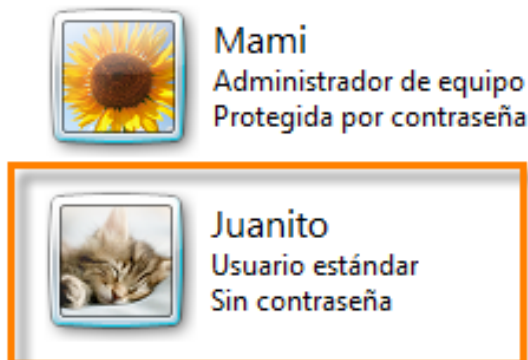 Mami
Administrador de equipo
Protegida por contraseña
Juanito
Usuario estándar
Sin contraseña